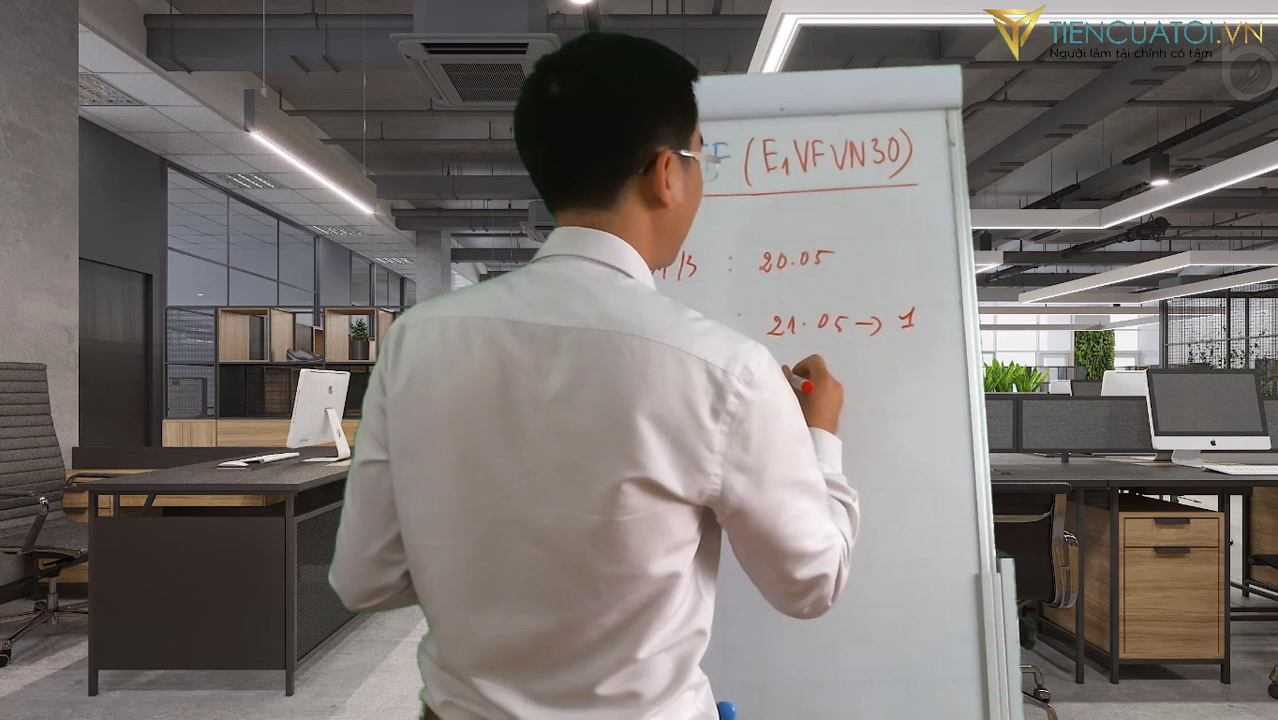 TIENCUATOI.VN
Người làm tài chính có tâm
(E1VFVN30)
: 20.05
: 21.05 → 1